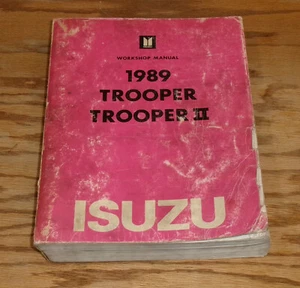 WORKSHOP MANUAL
1989
TROOPER
TROOPER II
ISUZU